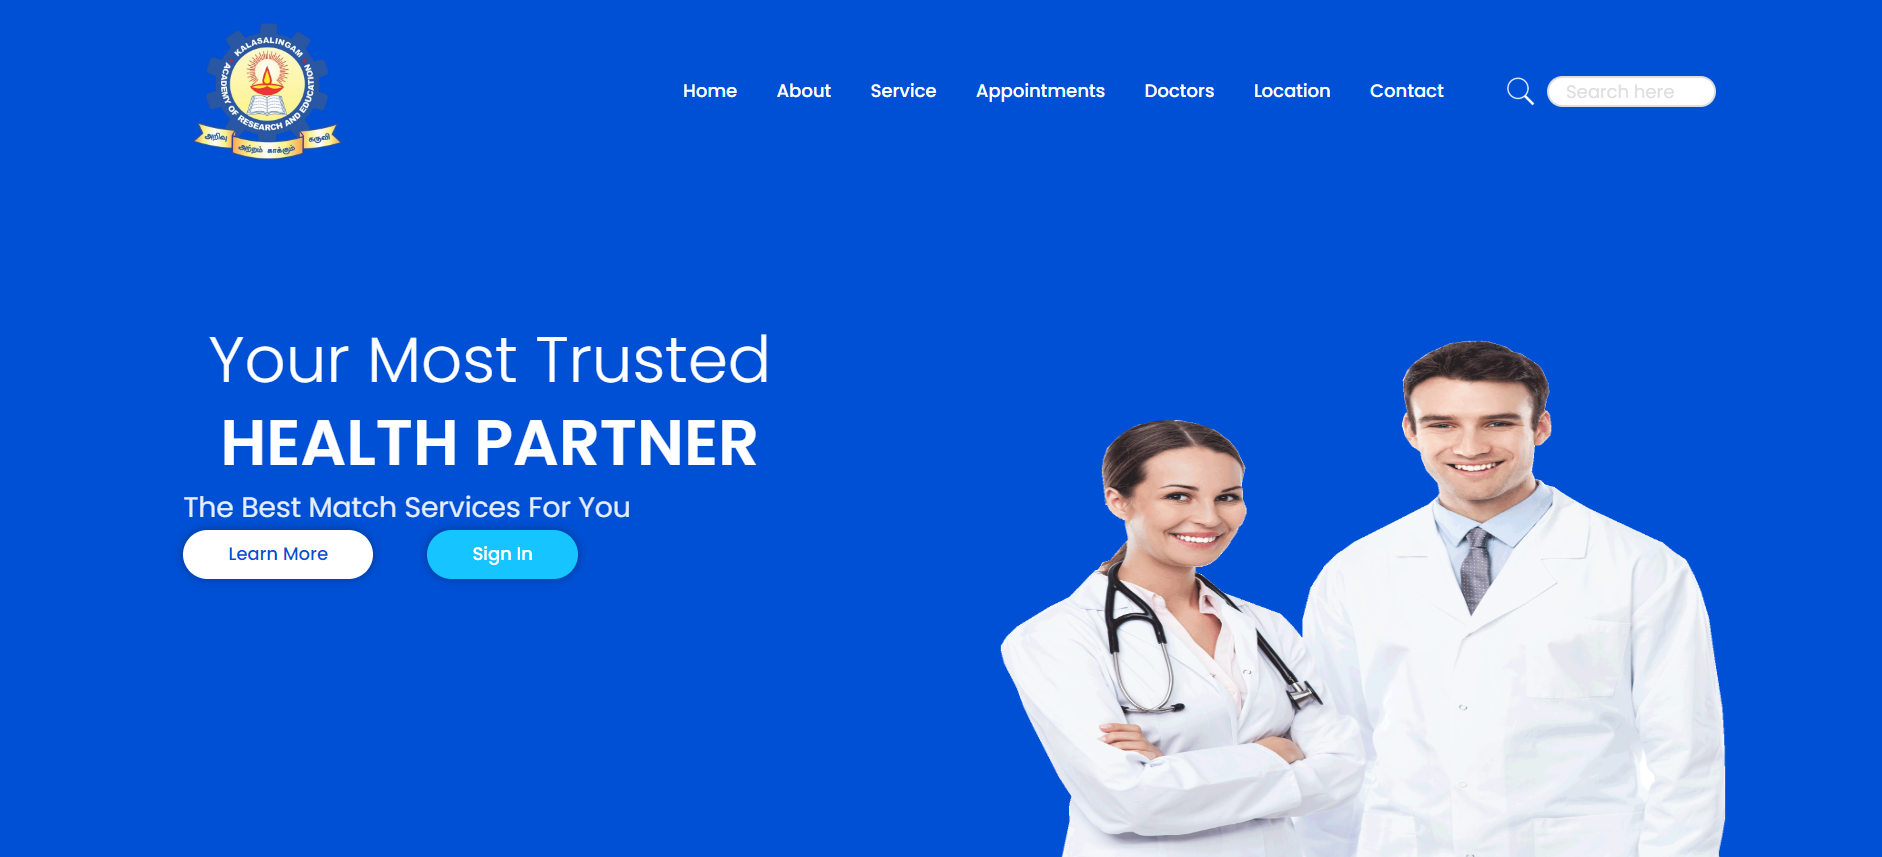 KALASALINGAM
ACADEMY OF RESEARCH AND EDUCATION
அறிவு
அற்றம் காக்கும்
கருவி
Home
About
Service
Appointments
Doctors
Location
Contact
Search here
Your Most Trusted
HEALTH PARTNER
The Best Match Services For You
Learn More
Sign In